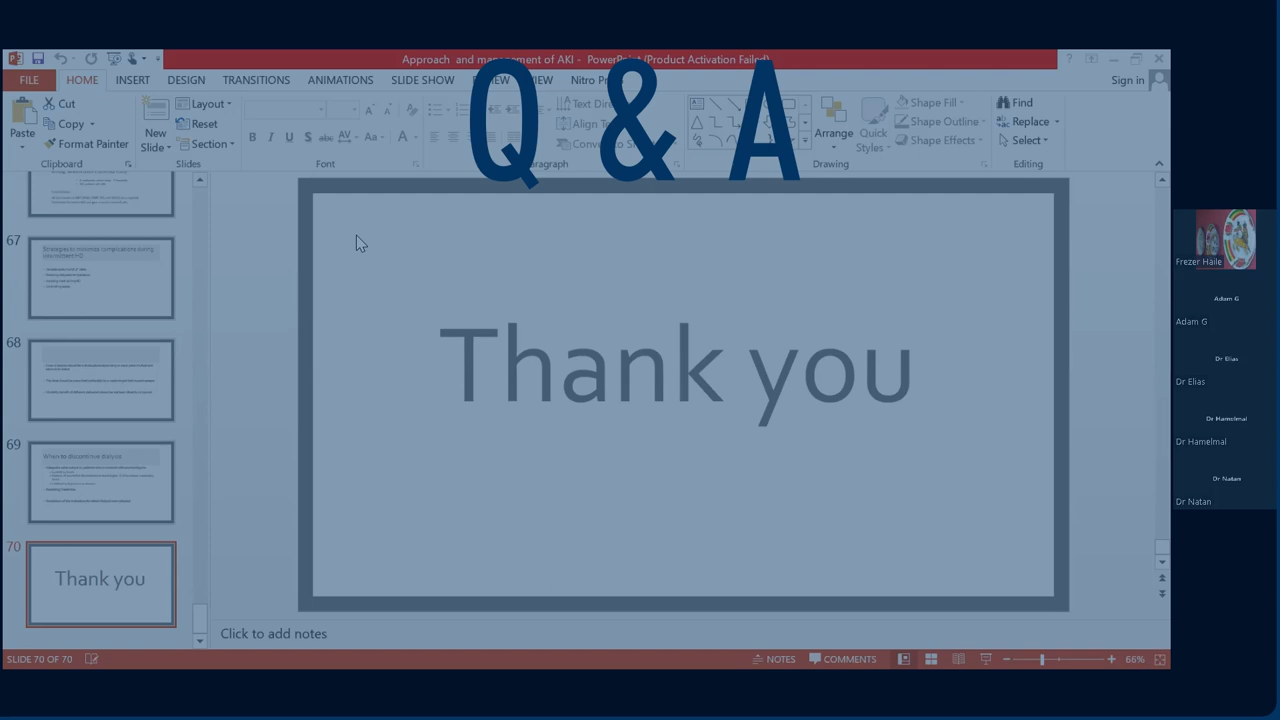 Approach and management of AKI - PowerPoint (Product Activation Failed)
FILE HOME INSERT DESIGN TRANSITIONS ANIMATIONS SLIDE SHOW VIEW Nitro
Sign in
Q & A
Paste
Cut
Copy
Format Painter
Clipboard
New
Slide
Layout
Reset
Section
Slides
B I U S abc AV Aa A
Font
Text
Align
Arrange
Quick
Styles
Shape Fill
Shape Outline
Shape Effects
Drawing
Find
Replace
Select
Editing
67
Strategies to minimize complications during
68
69
When to discontinue dialysis
70
Thank you
Thank you
Click to add notes
Frezer Haile
Adam G
Adam G
Dr Elias
Dr Elias
Dr Hamelmal
Dr Hamelmal
Dr Natan
Dr Natan
SLIDE 70 OF 70
NOTES COMMENTS 66%